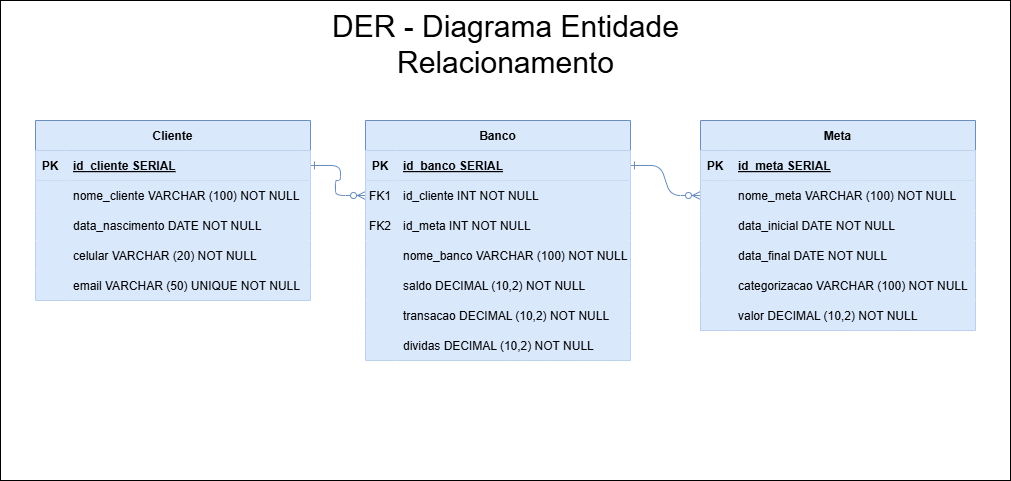 DER - Diagrama Entidade
Relacionamento
Cliente
PK id_cliente SERIAL
nome_cliente VARCHAR (100) NOT NULL
data_nascimento DATE NOT NULL
celular VARCHAR (20) NOT NULL
email VARCHAR (50) UNIQUE NOT NULL
Banco
PK id_banco SERIAL
FK1 id_cliente INT NOT NULL
FK2 id_meta INT NOT NULL
nome_banco VARCHAR (100) NOT NULL
saldo DECIMAL (10,2) NOT NULL
transacao DECIMAL (10,2) NOT NULL
dividas DECIMAL (10,2) NOT NULL
Meta
PK id_meta SERIAL
nome_meta VARCHAR (100) NOT NULL
data_inicial DATE NOT NULL
data_final DATE NOT NULL
categorizacao VARCHAR (100) NOT NULL
valor DECIMAL (10,2) NOT NULL